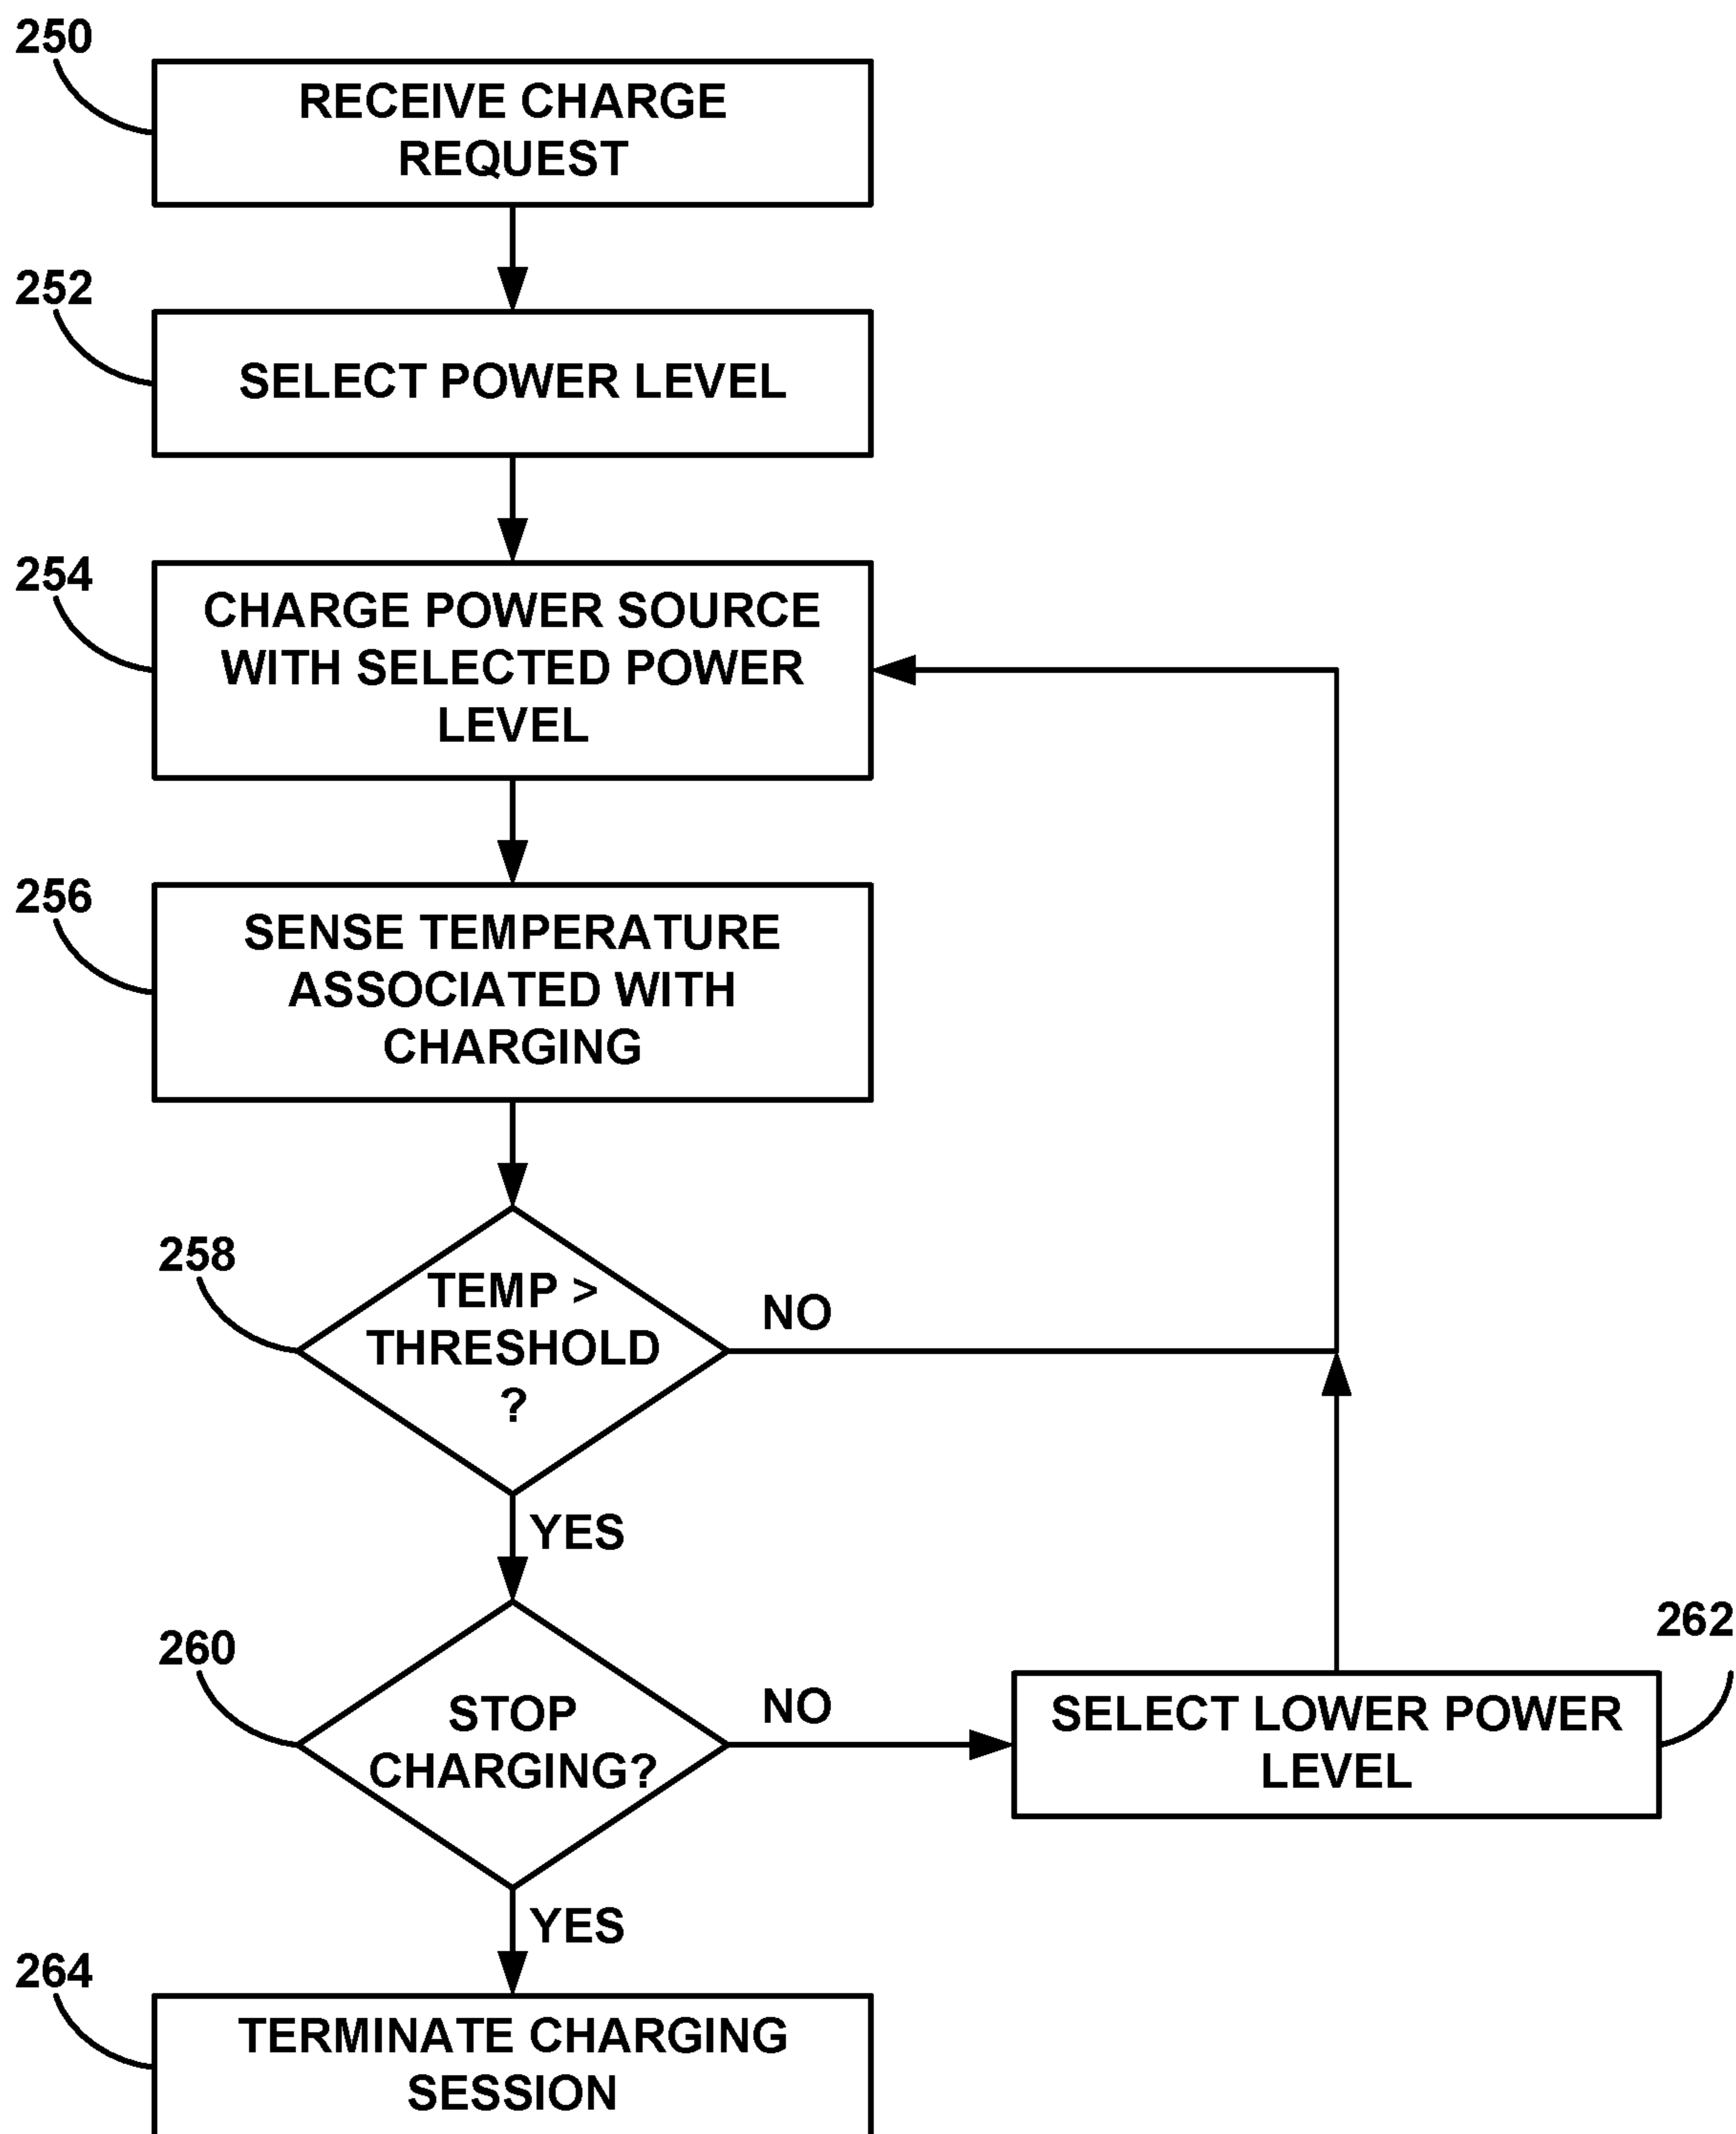 250
RECEIVE CHARGE
REQUEST
252
SELECT POWER LEVEL
254
CHARGE POWER SOURCE
WITH SELECTED POWER
LEVEL
256
SENSE TEMPERATURE
ASSOCIATED WITH
CHARGING
258
TEMP >
THRESHOLD
?
NO
YES
260
STOP
CHARGING?
NO
262
SELECT LOWER POWER
LEVEL
YES
264
TERMINATE CHARGING
SESSION